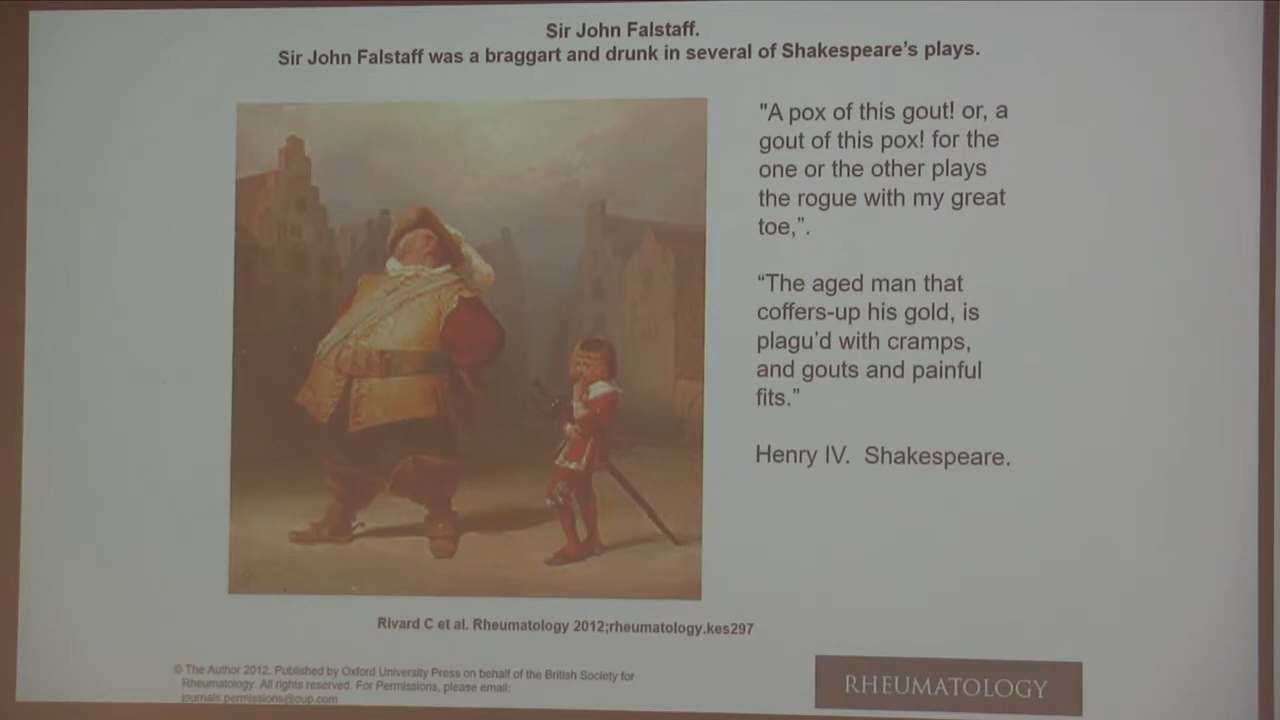 Sir John Falstaff.
Sir John Falstaff was a braggart and drunk in several of Shakespeare's plays.
"A pox of this gout! or, a
gout of this pox! for the
one or the other plays
the rogue with my great
toe,”.
“The aged man that
coffers-up his gold, is
plagu'd with cramps,
and gouts and painful
fits.”
Henry IV.  Shakespeare.
Rivard C et al. Rheumatology 2012;rheumatology.kes297
© The Author 2012. Published by Oxford University Press on behalf of the British Society for
Rheumatology. All rights reserved. For Permissions, please email:
journals.permissions@oup.com
RHEUMATOLOGY